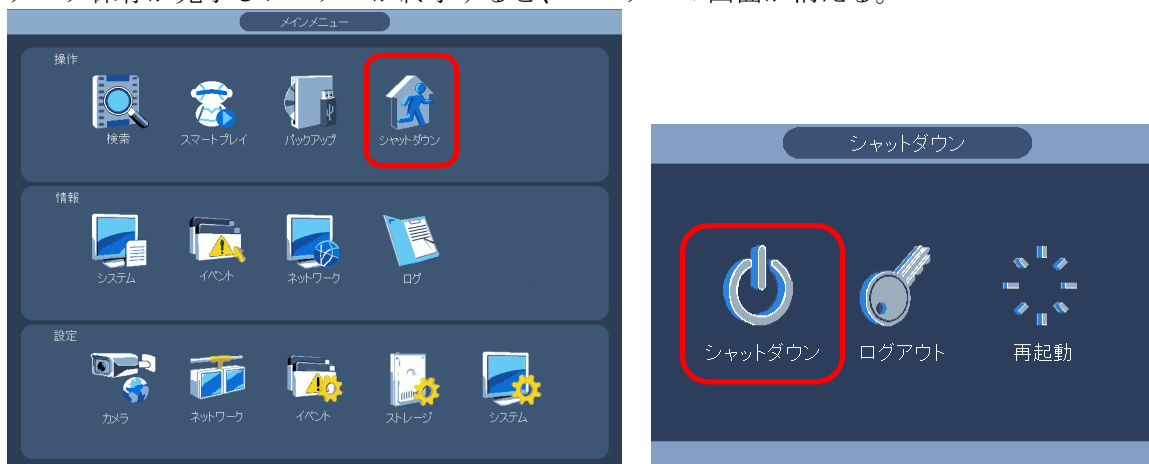 メインメニュー
操作
検索 スマートプレイ バックアップ シャットダウン
情報
システム イベント ネットワーク ログ
設定
カメラ ネットワーク イベント ストレージ システム
シャットダウン
シャットダウン ログアウト 再起動